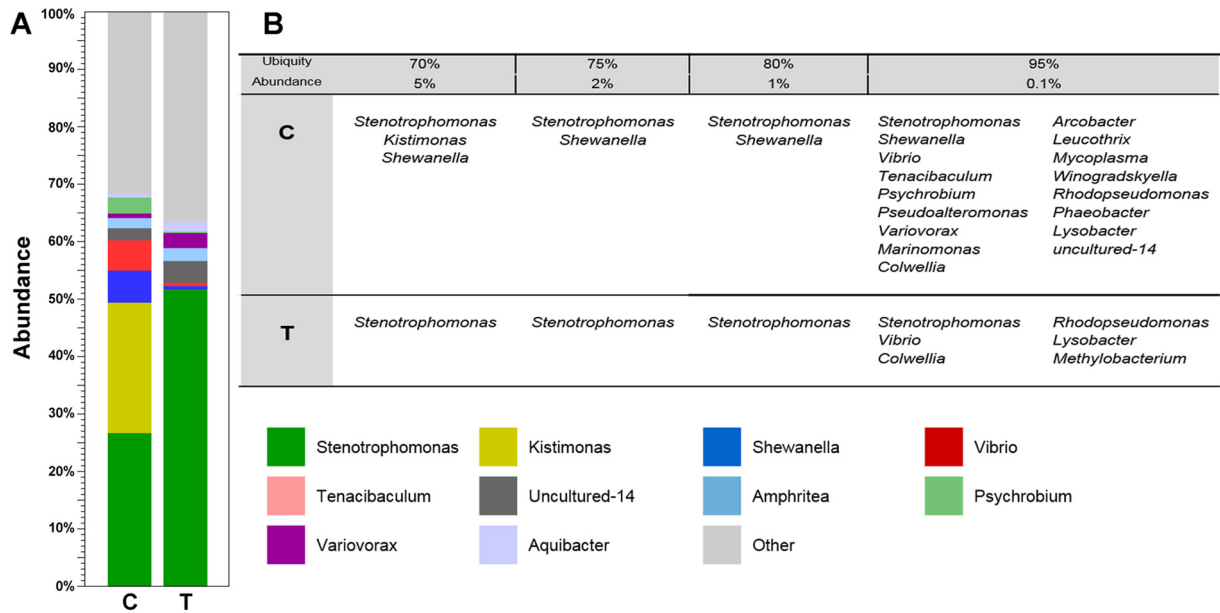 A
B
100%
90%
80%
70%
60%
50%
40%
30%
20%
10%
0%
Abundance
C T
Ubiquity 70% 75% 80% 95%
Abundance 5% 2% 1% 0.1%
C
Stenotrophomonas
Kistimonas
Shewanella
Stenotrophomonas
Shewanella
Stenotrophomonas
Shewanella
Stenotrophomonas
Shewanella
Vibrio
Tenacibaculum
Psychrobium
Pseudoalteromonas
Variovorax
Marinomonas
Colwellia
Arcobacter
Leucothrix
Mycoplasma
Winogradskyella
Rhodopseudomonas
Phaeobacter
Lysobacter
uncultured-14
T
Stenotrophomonas
Stenotrophomonas
Stenotrophomonas
Stenotrophomonas
Vibrio
Colwellia
Rhodopseudomonas
Lysobacter
Methylobacterium
Stenotrophomonas Kistimonas Shewanella Vibrio
Tenacibaculum Uncultured-14 Amphritea Psychrobium
Variovorax Aquibacter Other